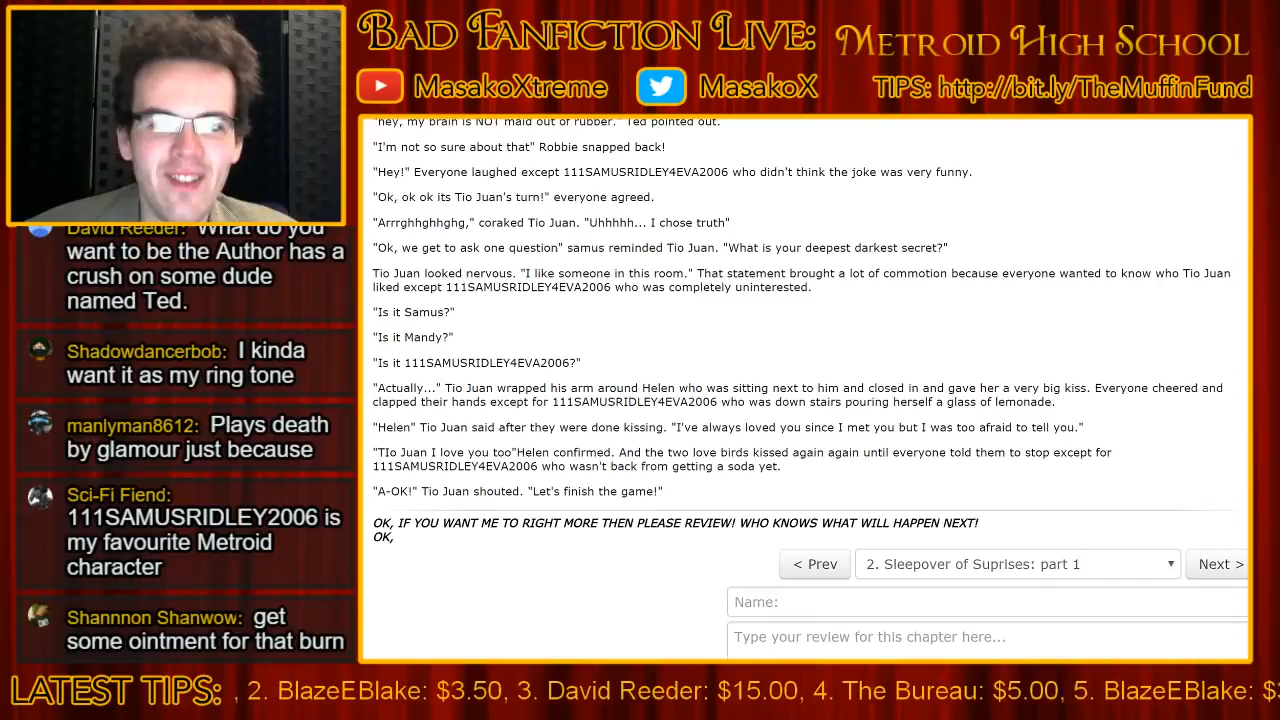 BAD FANFICTION LIVE:
METROID HIGH SCHOOL
MasakoXtreme
MasakoX
TIPS: http://bit.ly/TheMuffinFund
"hey, my brain is NOT maid out of rubber." Ted pointed out.
"I'm not so sure about that" Robbie snapped back!
"Hey!" Everyone laughed except 111SAMUSRIDLEY4EVA2006 who didn't think the joke was very funny.
"Ok, ok ok its Tio Juan's turn!" everyone agreed.
"Arrrghhghhghg," coraked Tio Juan. "Uhhhhh... I chose truth"
"Ok, we get to ask one question" samus reminded Tio Juan. "What is your deepest darkest secret?"
Tio Juan looked nervous. "I like someone in this room." That statement brought a lot of commotion because everyone wanted to know who Tio Juan
liked except 111SAMUSRIDLEY4EVA2006 who was completely uninterested.
"Is it Samus?"
"Is it Mandy?"
"Is it 111SAMUSRIDLEY4EVA2006?"
"Actually..." Tio Juan wrapped his arm around Helen who was sitting next to him and closed in and gave her a very big kiss. Everyone cheered and
clapped their hands except for 111SAMUSRIDLEY4EVA2006 who was down stairs pouring herself a glass of lemonade.
"Helen" Tio Juan said after they were done kissing. "I've always loved you since I met you but I was too afraid to tell you."
"TIo Juan I love you too"Helen confirmed. And the two love birds kissed again again until everyone told them to stop except for
111SAMUSRIDLEY4EVA2006 who wasn't back from getting a soda yet.
"A-OK!" Tio Juan shouted. "Let's finish the game!"
OK, IF YOU WANT ME TO RIGHT MORE THEN PLEASE REVIEW! WHO KNOWS WHAT WILL HAPPEN NEXT!
OK,
< Prev
2. Sleepover of Suprises: part 1
Next >
Name:
Type your review for this chapter here...
David Reeder: What do you
want to be the Author has a
crush on some dude
named Ted.
Shadowdancerbob: I kinda
want it as my ring tone
manlyman8612: Plays death
by glamour just because
Sci-Fi Fiend:
111SAMUSRIDLEY2006 is
my favourite Metroid
character
Shannnon Shanwow: get
some ointment for that burn
LATEST TIPS: , 2. BlazeEBlake: $3.50, 3. David Reeder: $15.00, 4. The Bureau: $5.00, 5. BlazeEBlake: $